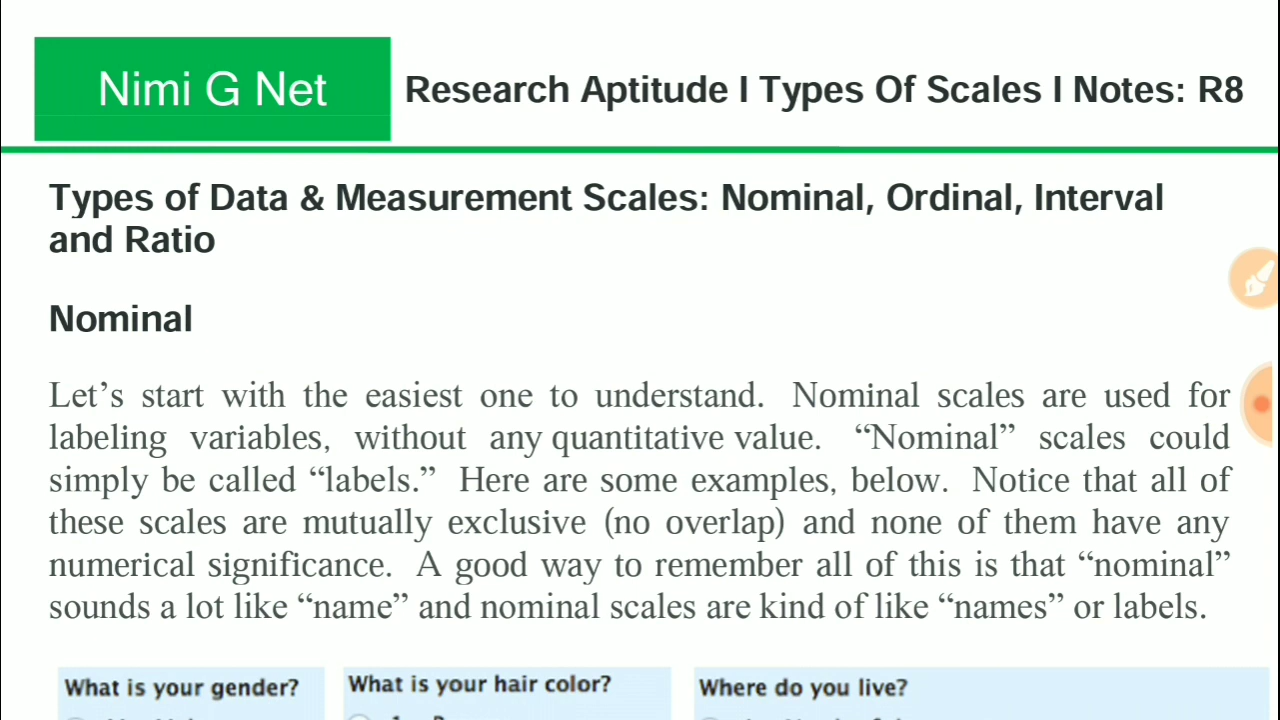 Nimi G Net
Research Aptitude I Types Of Scales I Notes: R8
Types of Data & Measurement Scales: Nominal, Ordinal, Interval
and Ratio
Nominal
Let’s start with the easiest one to understand. Nominal scales are used for
labeling variables, without any quantitative value. “Nominal” scales could
simply be called “labels.” Here are some examples, below. Notice that all of
these scales are mutually exclusive (no overlap) and none of them have any
numerical significance. A good way to remember all of this is that “nominal”
sounds a lot like “name” and nominal scales are kind of like “names” or labels.
What is your gender?
What is your hair color?
Where do you live?